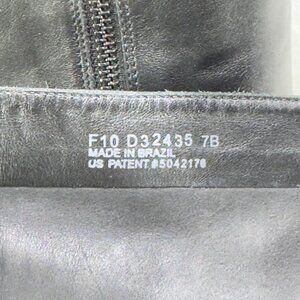 F10 D32435 7B
MADE IN BRAZIL
US PATENT #5042176